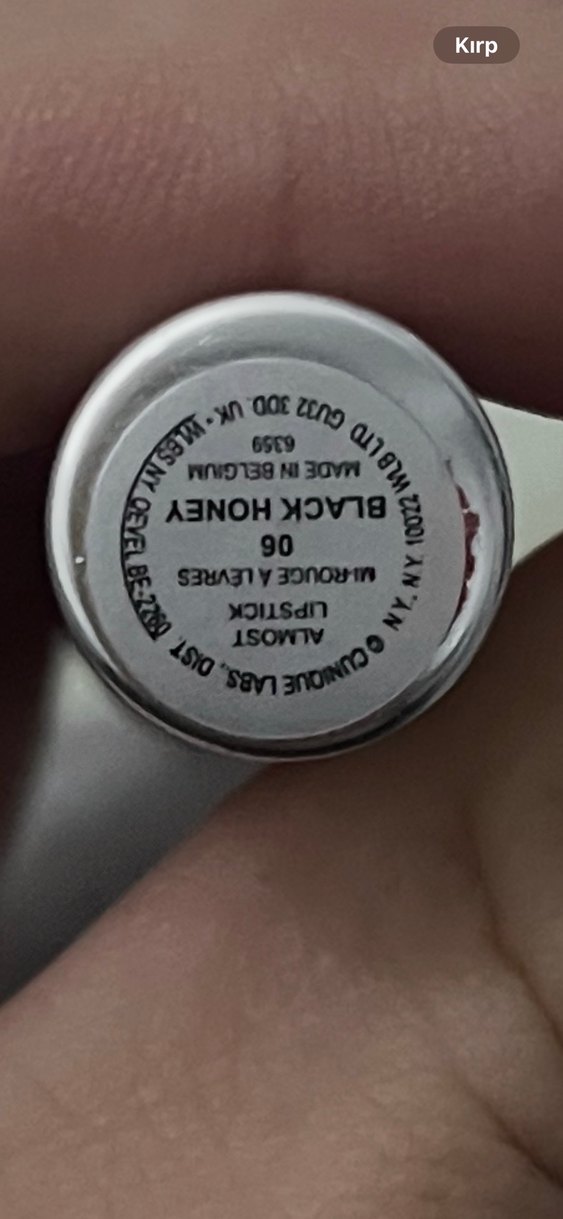 Kırp
ALMOST
LIPSTICK
MI-ROUGE À LÈVRES
06
BLACK HONEY
MADE IN BELGIUM
6359
© CLINIQUE LABS., DIST. N.Y., N.Y. 10022 WLB LTD GU32 3DD. UK •